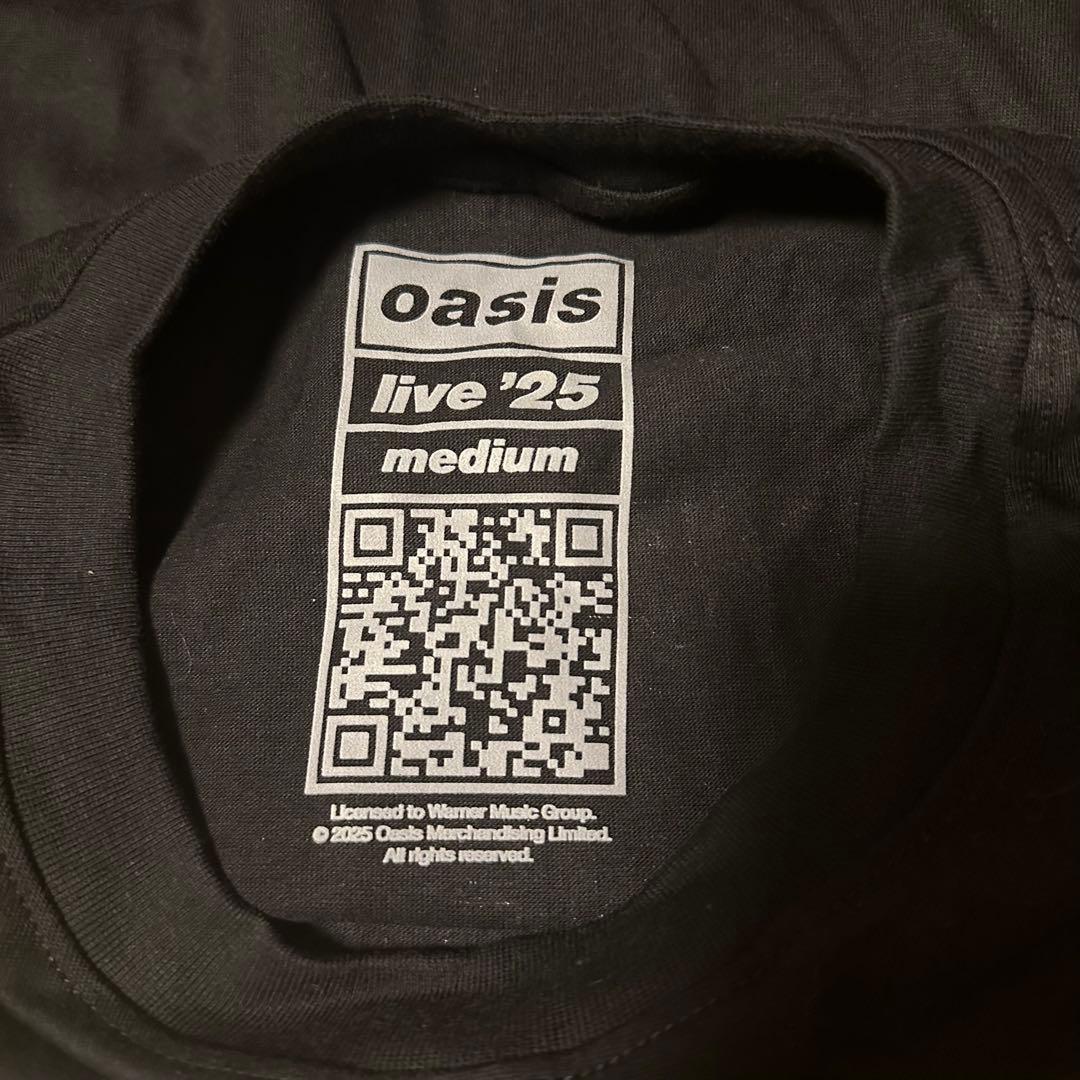 oasis
live '25
medium
Licensed to Warner Music Group.
© 2025 Oasis Merchandising Limited.
All rights reserved.